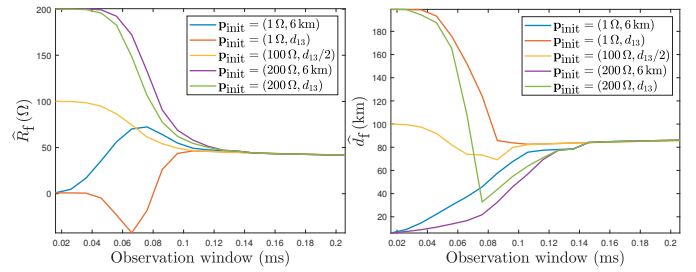 200
150
100
50
0
R̂f (Ω)
0.02 0.04 0.06 0.08 0.1 0.12 0.14 0.16 0.18 0.2
Observation window (ms)
pinit = (1 Ω, 6 km)
pinit = (1 Ω, d13)
pinit = (100 Ω, d13/2)
pinit = (200 Ω, 6 km)
pinit = (200 Ω, d13)
180
160
140
120
100
80
60
40
20
d̂f (km)
0.02 0.04 0.06 0.08 0.1 0.12 0.14 0.16 0.18 0.2
Observation window (ms)
pinit = (1 Ω, 6 km)
pinit = (1 Ω, d13)
pinit = (100 Ω, d13/2)
pinit = (200 Ω, 6 km)
pinit = (200 Ω, d13)